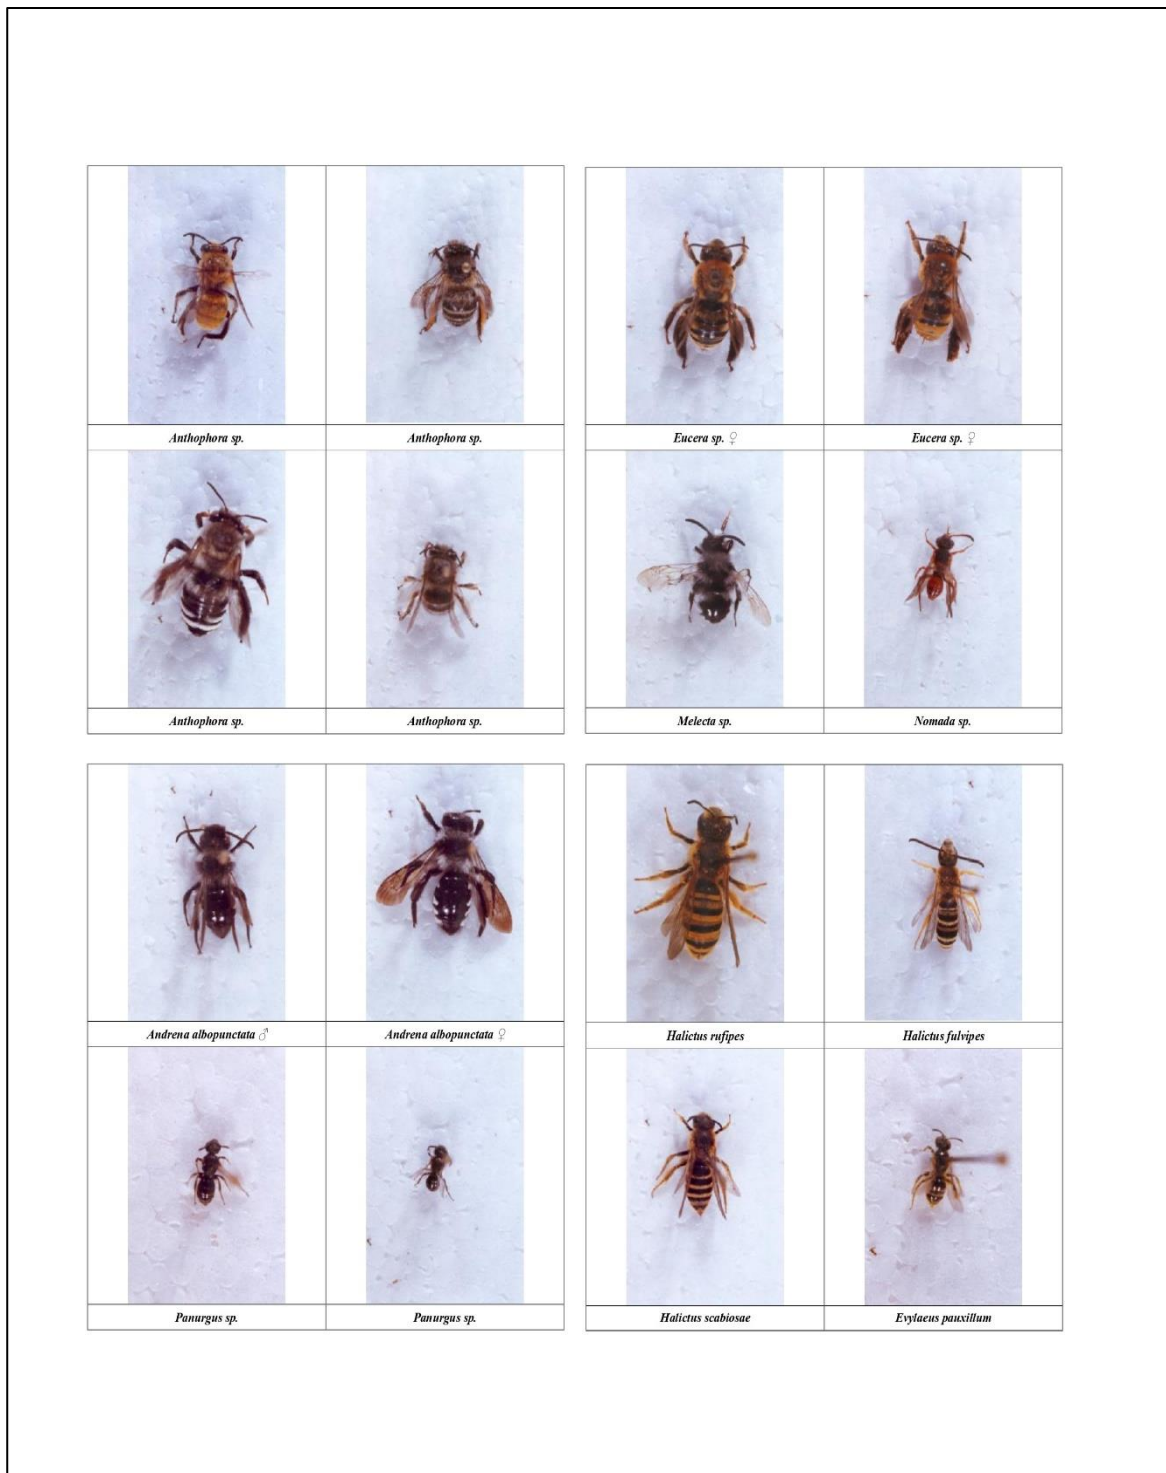 Anthophora sp.
Anthophora sp.
Anthophora sp.
Anthophora sp.
Eucera sp. ♀
Eucera sp. ♀
Melecta sp.
Nomada sp.
Andrena albopunctata ♂
Andrena albopunctata ♀
Panurgus sp.
Panurgus sp.
Halictus rufipes
Halictus fulvipes
Halictus scabiosae
Evylaeus pauxillum